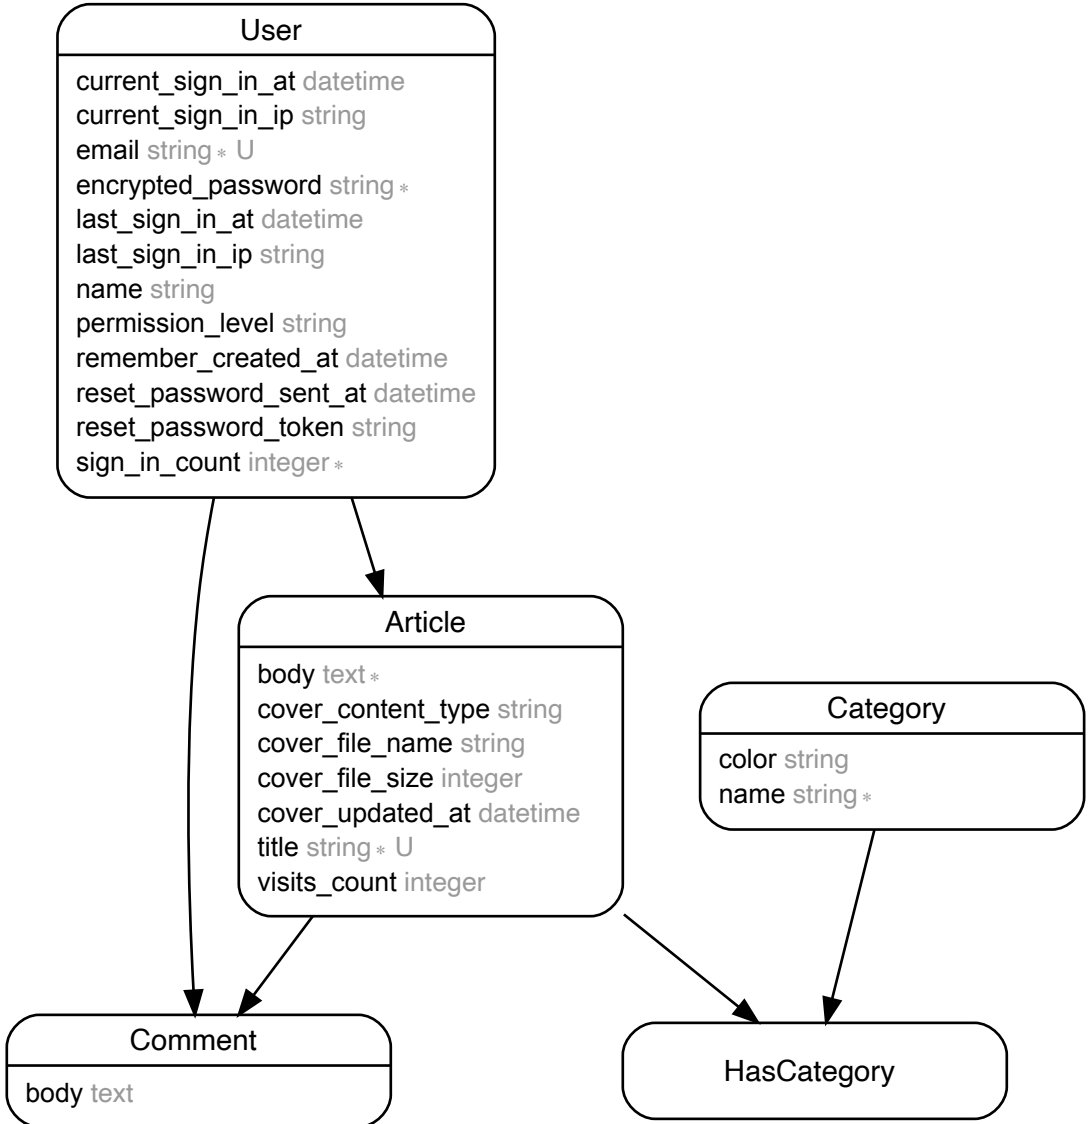 User
current_sign_in_at datetime
current_sign_in_ip string
email string * U
encrypted_password string *
last_sign_in_at datetime
last_sign_in_ip string
name string
permission_level string
remember_created_at datetime
reset_password_sent_at datetime
reset_password_token string
sign_in_count integer *
Article
body text *
cover_content_type string
cover_file_name string
cover_file_size integer
cover_updated_at datetime
title string * U
visits_count integer
Category
color string
name string *
Comment
body text
HasCategory